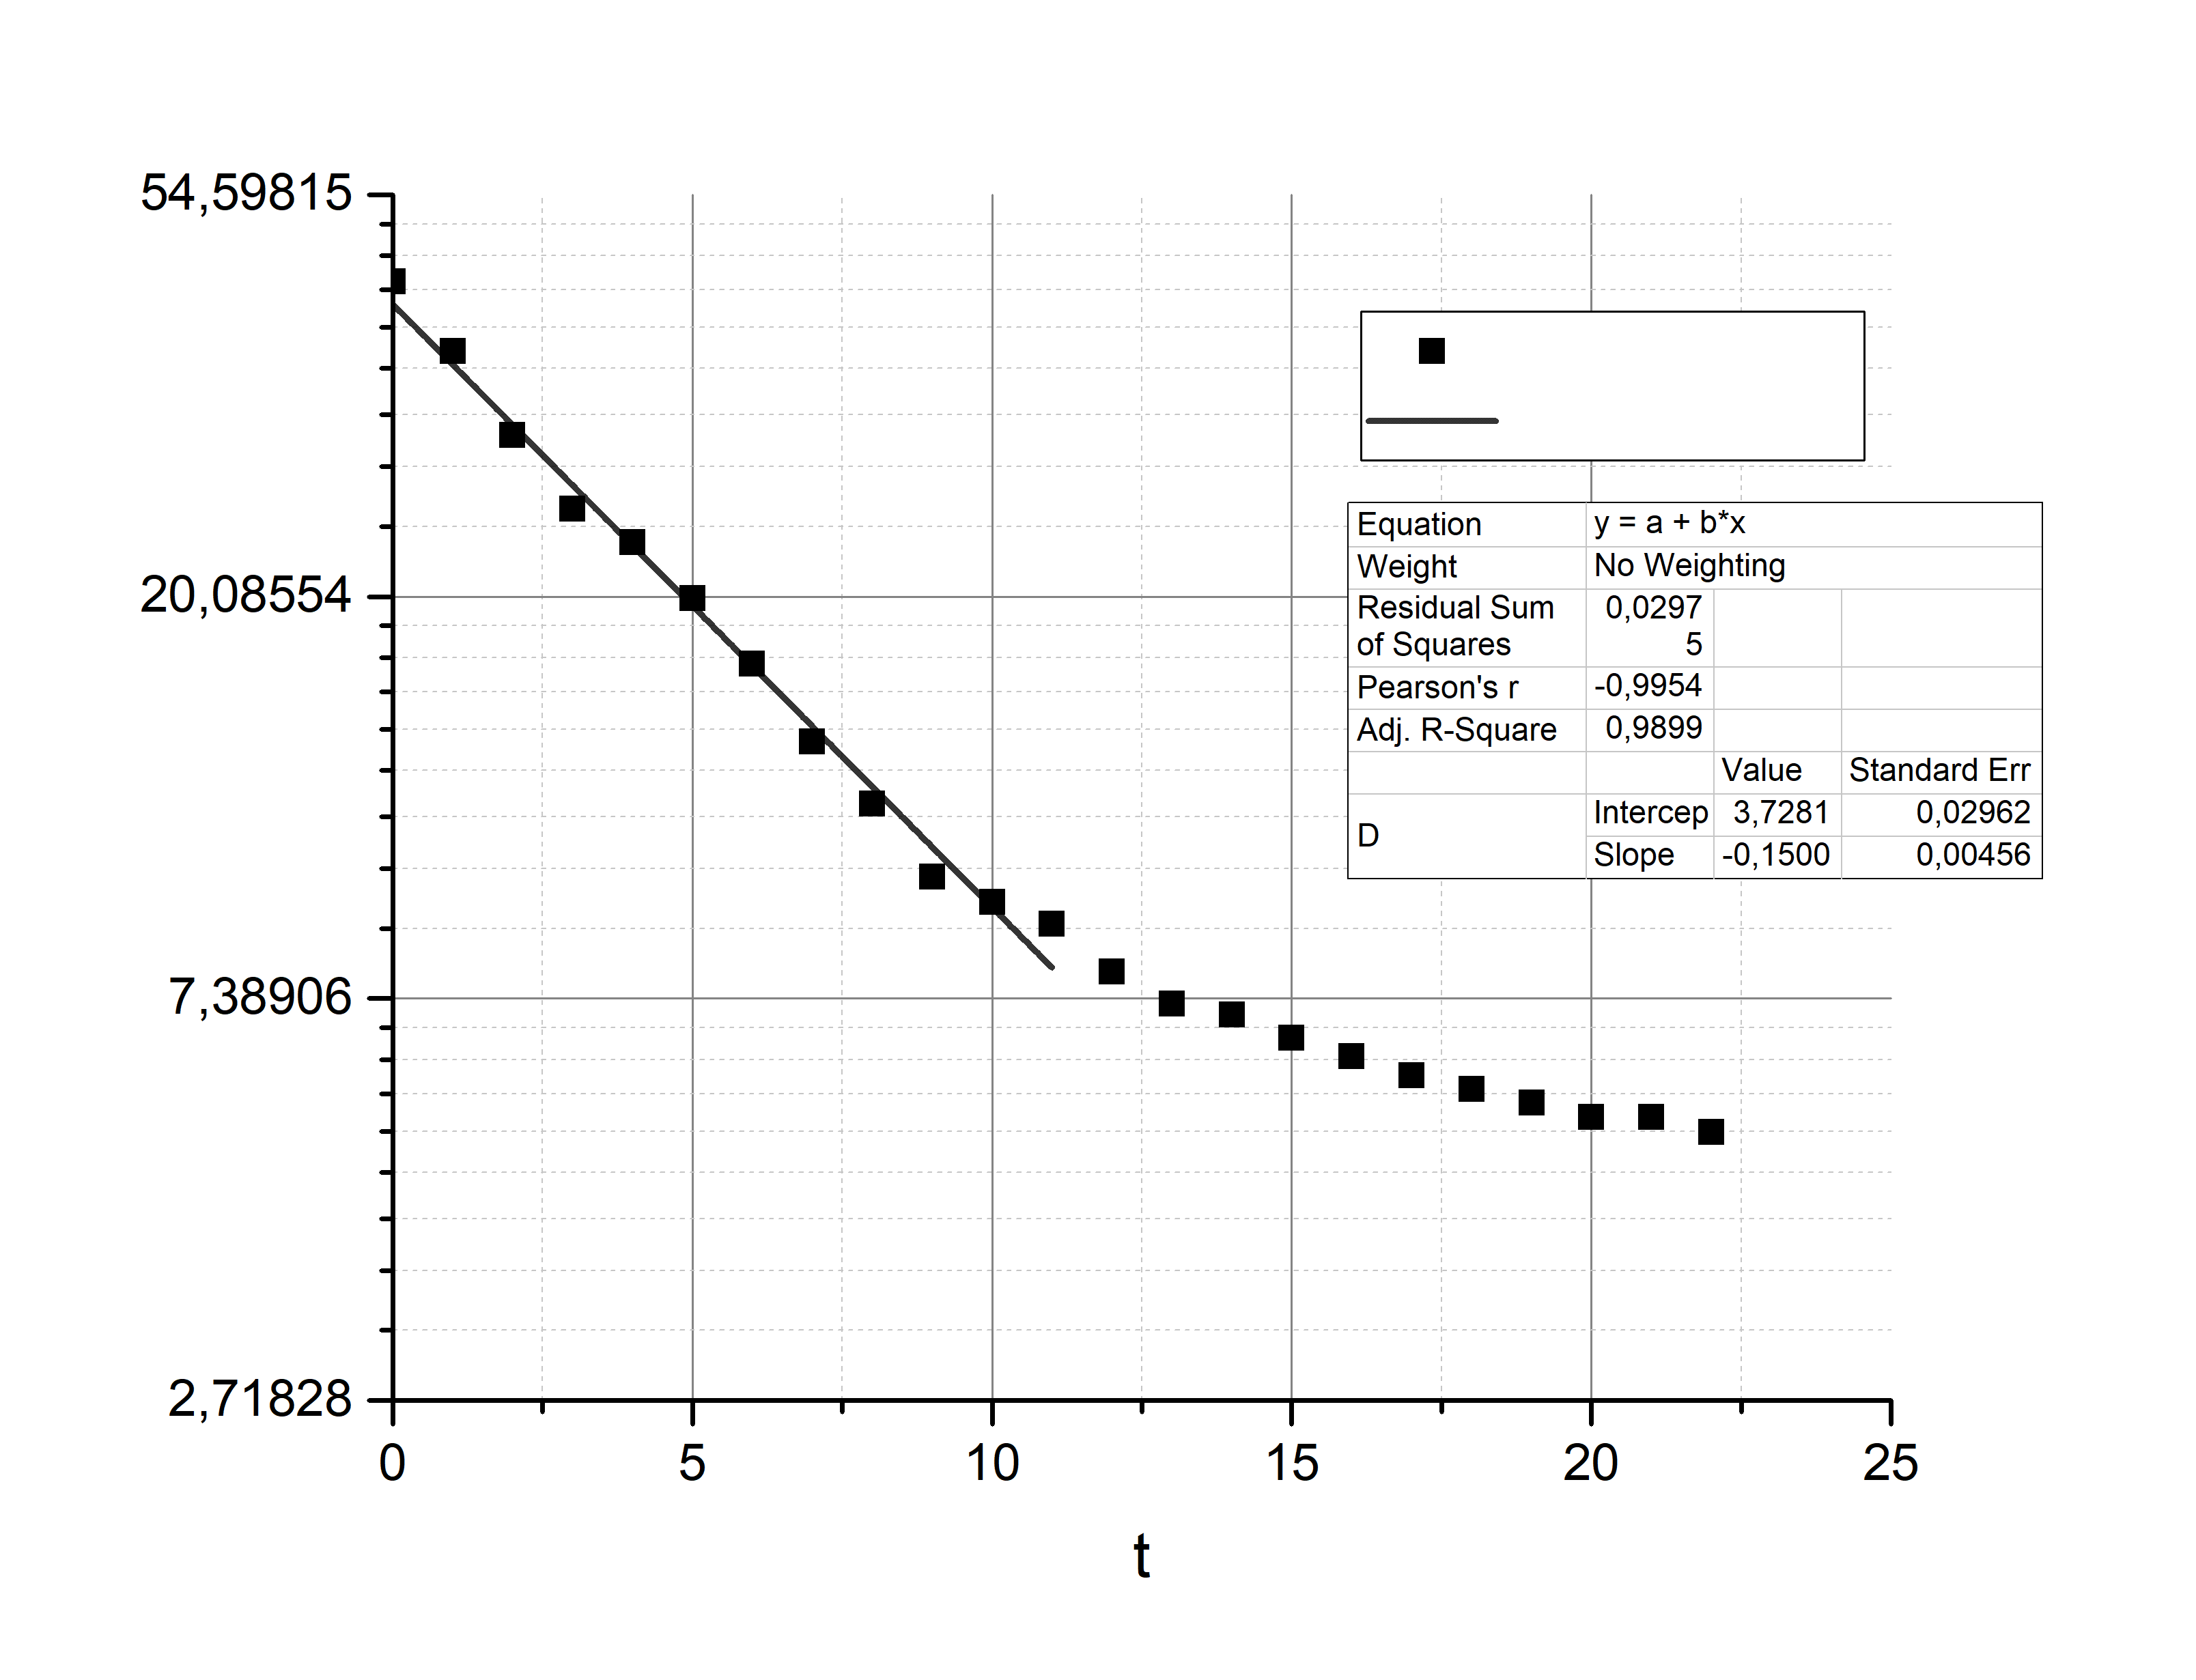 54,59815
20,08554
7,38906
2,71828
0 5 10 15 20 25
t
Equation y = a + b*x
Weight No Weighting
Residual Sum 0,0297
of Squares 5
Pearson's r -0,9954
Adj. R-Square 0,9899
Value Standard Err
D
Intercep 3,7281 0,02962
Slope -0,1500 0,00456